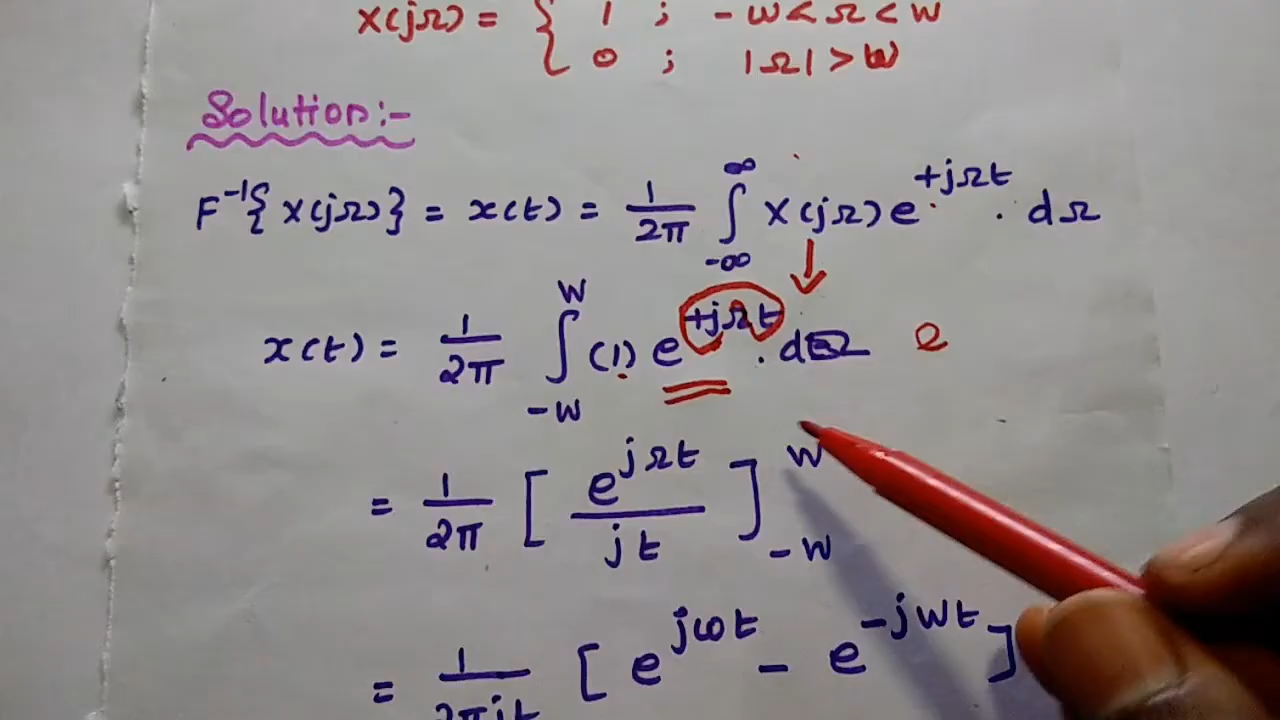 X(jΩ) = { 1 ; -W < Ω < W
0 ; |Ω| > W
Solution:-
F⁻¹{X(jΩ)} = x(t) = 1/2π ∫_{-∞}^{∞} X(jΩ) e^{+jΩt} . dΩ
x(t) = 1/2π ∫_{-W}^{W} (1) e^{+jΩt} . dΩ e
= 1/2π [ e^{jΩt} / jt ]_{-W}^{W}
= 1/2πjt [ e^{jωt} - e^{-jWt} ]